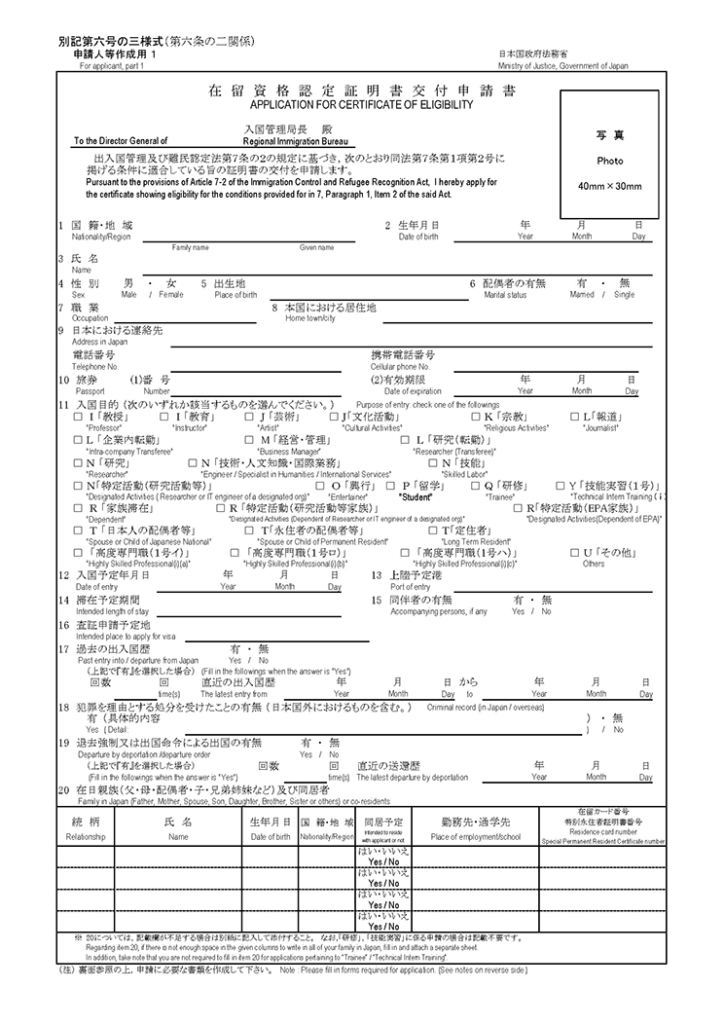 別記第六号の三様式(第六条の二関係)
申請人等作成用 1
For applicant, part 1
日本国政府法務省
Ministry of Justice, Government of Japan
在留資格認定証明書交付申請書
APPLICATION FOR CERTIFICATE OF ELIGIBILITY
入国管理局長 殿
To the Director General of Regional Immigration Bureau
写 真
Photo
40mm×30mm
出入国管理及び難民認定法第7条の2の規定に基づき,次のとおり同法第7条第1項第2号に
掲げる条件に適合している旨の証明書の交付を申請します。
Pursuant to the provisions of Article 7-2 of the Immigration Control and Refugee Recognition Act, I hereby apply for
the certificate showing eligibility for the conditions provided for in 7, Paragraph 1, Item 2 of the said Act.
1 国籍・地域 2 生年月日 年 月 日
Nationality/Region Date of birth Year Month Day
Family name Given name
3 氏 名
Name
4 性 別 男 ・ 女 5 出生地 6 配偶者の有無 有 ・ 無
Sex Male / Female Place of birth Marital status Married / Single
7 職 業 8 本国における居住地
Occupation Home town/city
9 日本における連絡先
Address in Japan
電話番号 携帯電話番号
Telephone No. Cellular phone No.
10 旅券 (1)番 号 (2)有効期限 年 月 日
Passport Number Date of expiration Year Month Day
11 入国目的 (次のいずれか該当するものを選んでください。) Purpose of entry: check one of the followings
□ I「教授」 □ I「教育」 □ J「芸術」 □ J「文化活動」 □ K「宗教」 □ L「報道」
"Professor" "Instructor" "Artist" "Cultural Activities" "Religious Activities" "Journalist"
□ L「企業内転勤」 □ M「経営・管理」 □ L「研究(転勤)」
"Intra-company Transferee" "Business Manager" "Researcher (Transferee)"
□ N「研究」 □ N「技術・人文知識・国際業務」 □ N「技能」
"Researcher" "Engineer / Specialist in Humanities / International Services" "Skilled Labor"
□ N「特定活動(研究活動等)」 □ O「興行」 □ P「留学」 □ Q「研修」 □ Y「技能実習(1号)」
"Designated Activities ( Researcher or IT engineer of a designated org)" "Entertainer" "Student" "Trainee" "Technical Intern Training ( i )
□ R「家族滞在」 □ R「特定活動(研究活動等家族)」 □ R「特定活動(EPA家族)」
"Dependent" "Designated Activities (Dependent of Researcher or IT engineer of a designated org)" "Designated Activities(Dependent of EPA)"
□ T「日本人の配偶者等」 □ T「永住者の配偶者等」 □ T「定住者」
"Spouse or Child of Japanese National" "Spouse or Child of Permanent Resident" "Long Term Resident"
□ 「高度専門職(1号イ)」 □ 「高度専門職(1号ロ)」 □ 「高度専門職(1号ハ)」 □ U「その他」
"Highly Skilled Professional(i)(a)" "Highly Skilled Professional(i)(b)" "Highly Skilled Professional(i)(c)" Others
12 入国予定年月日 年 月 日 13 上陸予定港
Date of entry Year Month Day Port of entry
14 滞在予定期間 15 同伴者の有無 有 ・ 無
Intended length of stay Accompanying persons, if any Yes / No
16 査証申請予定地
Intended place to apply for visa
17 過去の出入国歴 有 ・ 無
Past entry into / departure from Japan Yes / No
(上記で『有』を選択した場合) (Fill in the followings when the answer is "Yes")
回数 回 直近の出入国歴 年 月 日 から 年 月 日
time(s) The latest entry from Year Month Day to Year Month Day
18 犯罪を理由とする処分を受けたことの有無 (日本国外におけるものを含む。) Criminal record (in Japan / overseas)
有 (具体的内容 ) ・ 無
Yes ( Detail: ) / No
19 退去強制又は出国命令による出国の有無 有 ・ 無
Departure by deportation /departure order Yes / No
(上記で『有』を選択した場合) 回数 回 直近の送還歴 年 月 日
(Fill in the followings when the answer is "Yes") time(s) The latest departure by deportation Year Month Day
20 在日親族(父・母・配偶者・子・兄弟姉妹など)及び同居者
Family in Japan (Father, Mother, Spouse, Son, Daughter, Brother, Sister or others) or co-residents
続 柄 氏 名 生年月日 国籍・地域 同居予定 勤務先・通学先 在留カード番号
特別永住者証明書番号
Relationship Name Date of birth Nationality/Region Intended to reside with applicant or not Place of employment/school Residence card number
Special Permanent Resident Certificate number
はい・いいえ
Yes / No
はい・いいえ
Yes / No
はい・いいえ
Yes / No
はい・いいえ
Yes / No
※ 20については,記載欄が不足する場合は別紙に記入して添付すること。 なお,「研修」,「技能実習」に係る申請の場合は記載不要です。
Regarding item 20, if there is not enough space in the given columns to write in all of your family in Japan, fill in and attach a separate sheet.
In addition, take note that you are not required to fill in item 20 for applications pertaining to "Trainee" / "Technical Intern Training".
(注) 裏面参照の上,申請に必要な書類を作成して下さい。 Note : Please fill in forms required for application. (See notes on reverse side.)